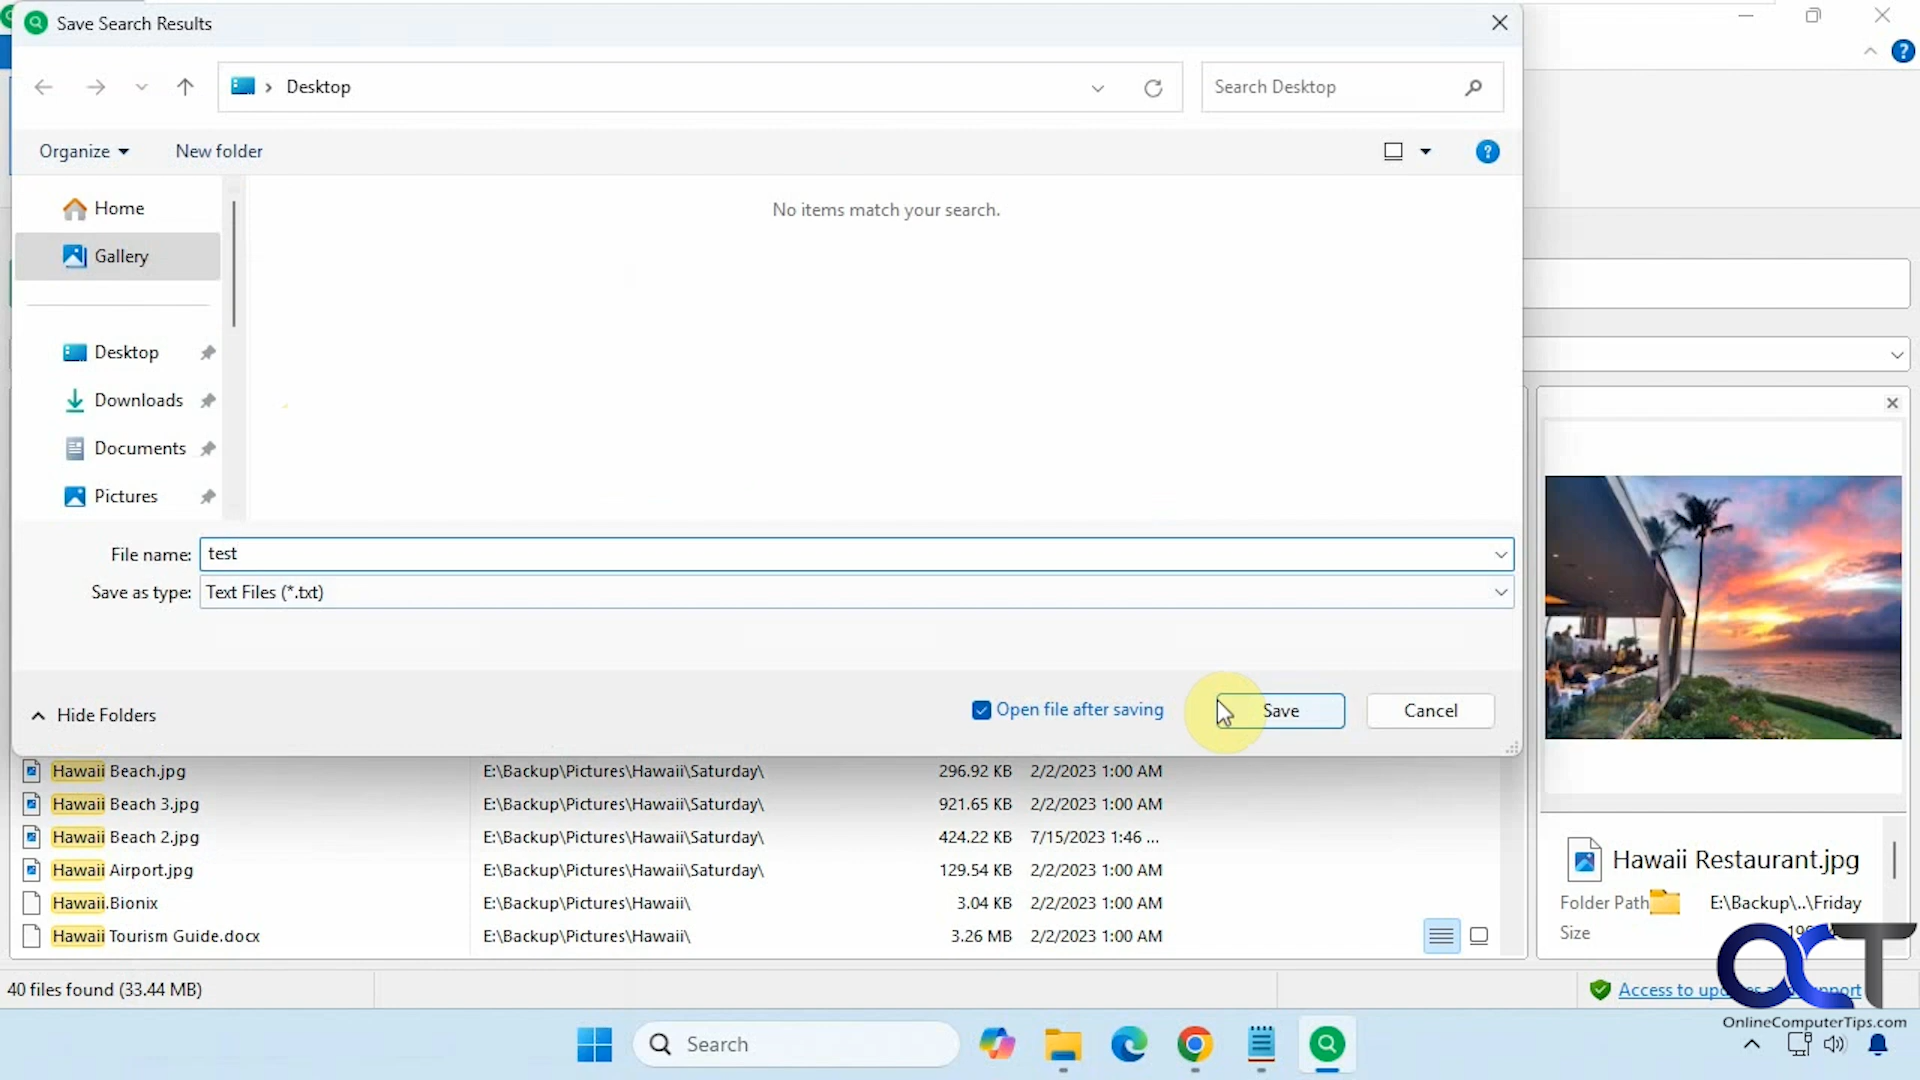 Save Search Results
Desktop
Search Desktop
Organize
New folder
Home
Gallery
Desktop
Downloads
Documents
Pictures
No items match your search.
File name: test
Save as type: Text Files (*.txt)
Hide Folders
Open file after saving
Save
Cancel
Hawaii Beach.jpg E:\Backup\Pictures\Hawaii\Saturday\ 296.92 KB 2/2/2023 1:00 AM
Hawaii Beach 3.jpg E:\Backup\Pictures\Hawaii\Saturday\ 921.65 KB 2/2/2023 1:00 AM
Hawaii Beach 2.jpg E:\Backup\Pictures\Hawaii\Saturday\ 424.22 KB 7/15/2023 1:46 ...
Hawaii Airport.jpg E:\Backup\Pictures\Hawaii\Saturday\ 129.54 KB 2/2/2023 1:00 AM
Hawaii.Bionix E:\Backup\Pictures\Hawaii\ 3.04 KB 2/2/2023 1:00 AM
Hawaii Tourism Guide.docx E:\Backup\Pictures\Hawaii\ 3.26 MB 2/2/2023 1:00 AM
Hawaii Restaurant.jpg
Folder Path E:\Backup\..\Friday
Size
40 files found (33.44 MB)
Access to
OCT
OnlineComputerTips.com
Search